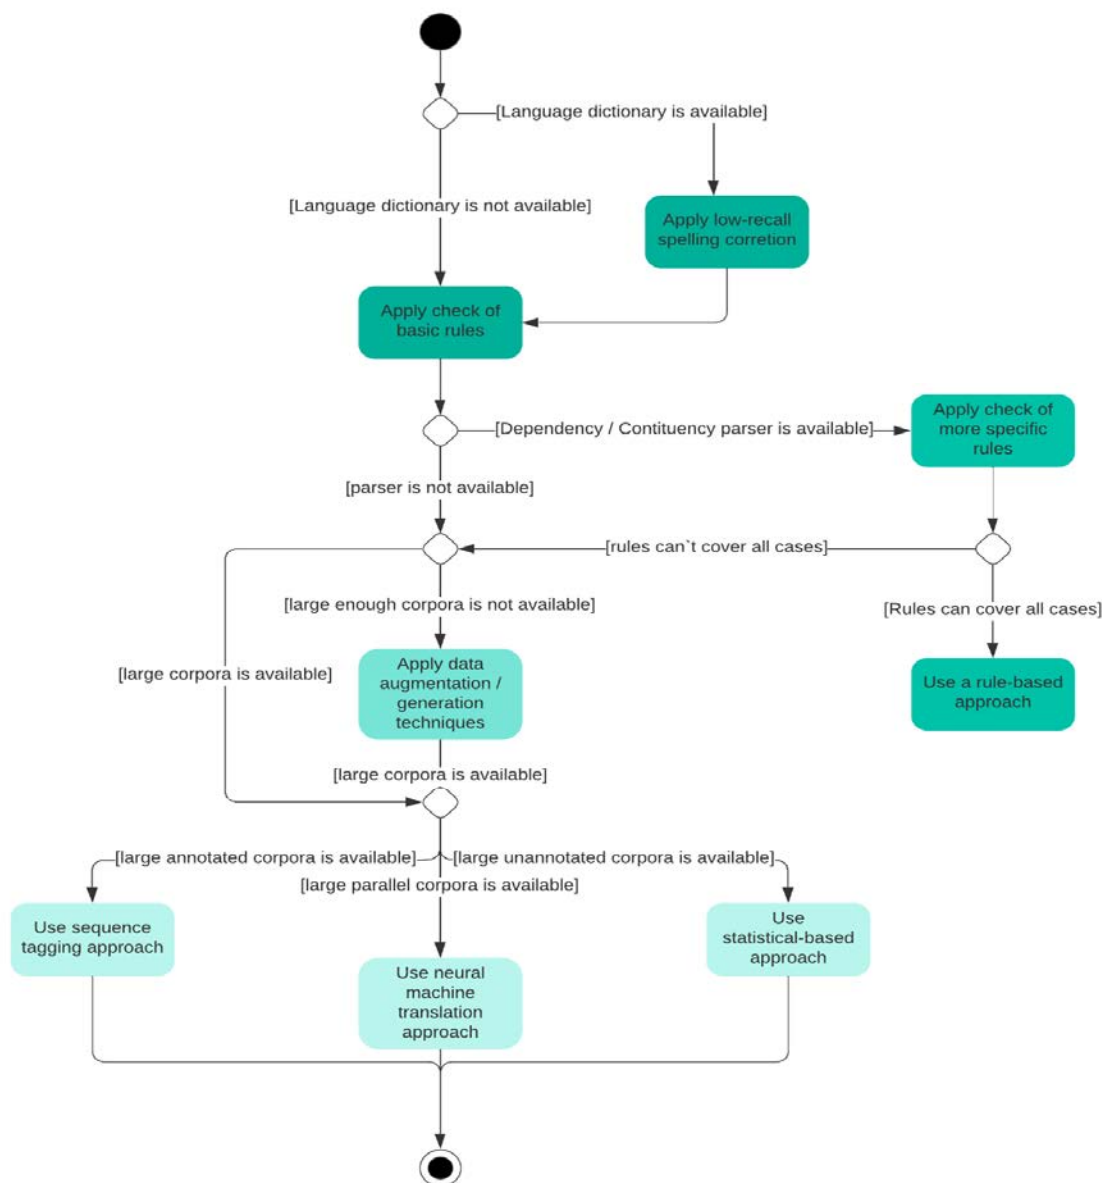 [Language dictionary is available]
[Language dictionary is not available]
Apply low-recall
spelling corretion
Apply check of
basic rules
[Dependency / Contituency parser is available]
Apply check of
more specific
rules
[parser is not available]
[rules can`t cover all cases]
[large enough corpora is not available]
[Rules can cover all cases]
[large corpora is available]
Apply data
augmentation /
generation
techniques
Use a rule-based
approach
[large corpora is available]
[large annotated corpora is available]
[large unannotated corpora is available]
[large parallel corpora is available]
Use sequence
tagging approach
Use neural
machine
translation
approach
Use
statistical-based
approach